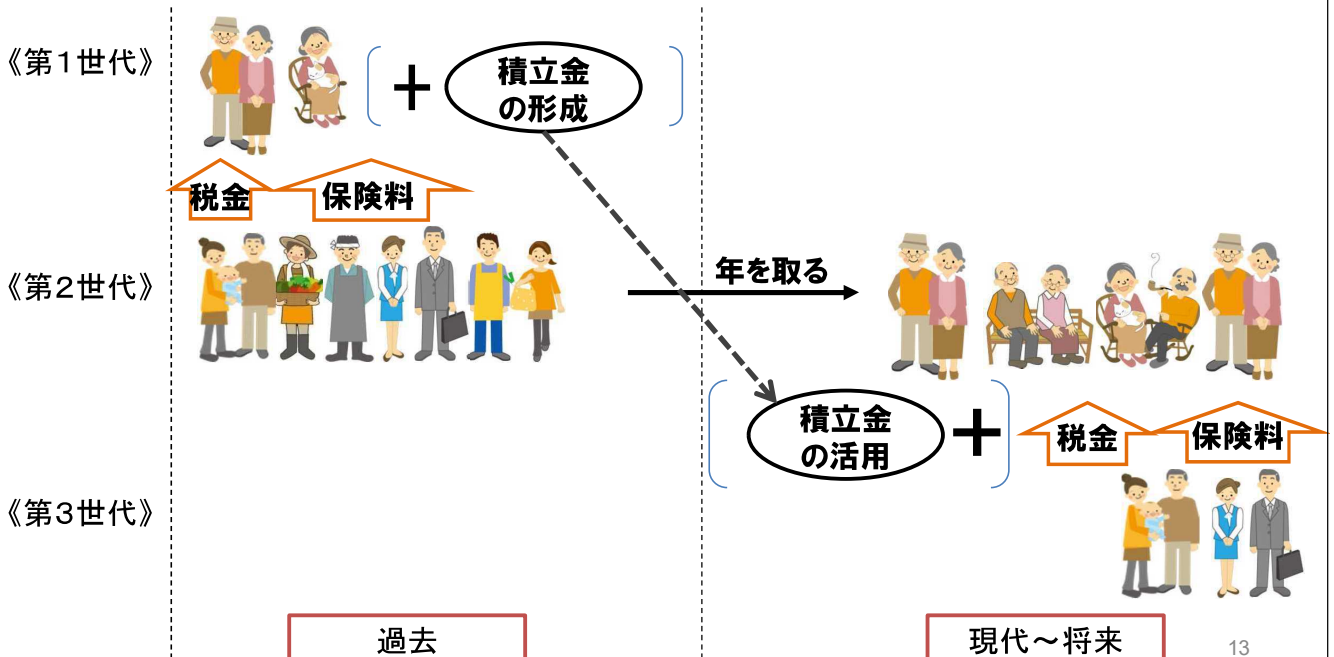 《第1世代》
＋
積立金
の形成
税金
保険料
《第2世代》
年を取る
積立金
の活用
＋
税金
保険料
《第3世代》
過去
現代～将来
13